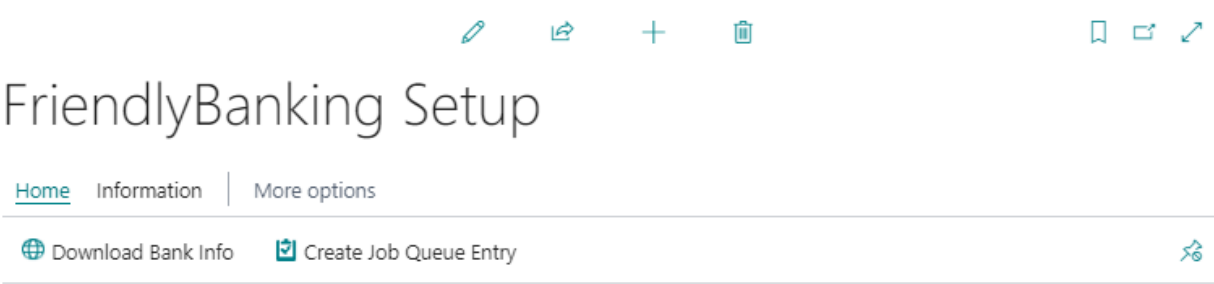 FriendlyBanking Setup
Home Information More options
Download Bank Info Create Job Queue Entry